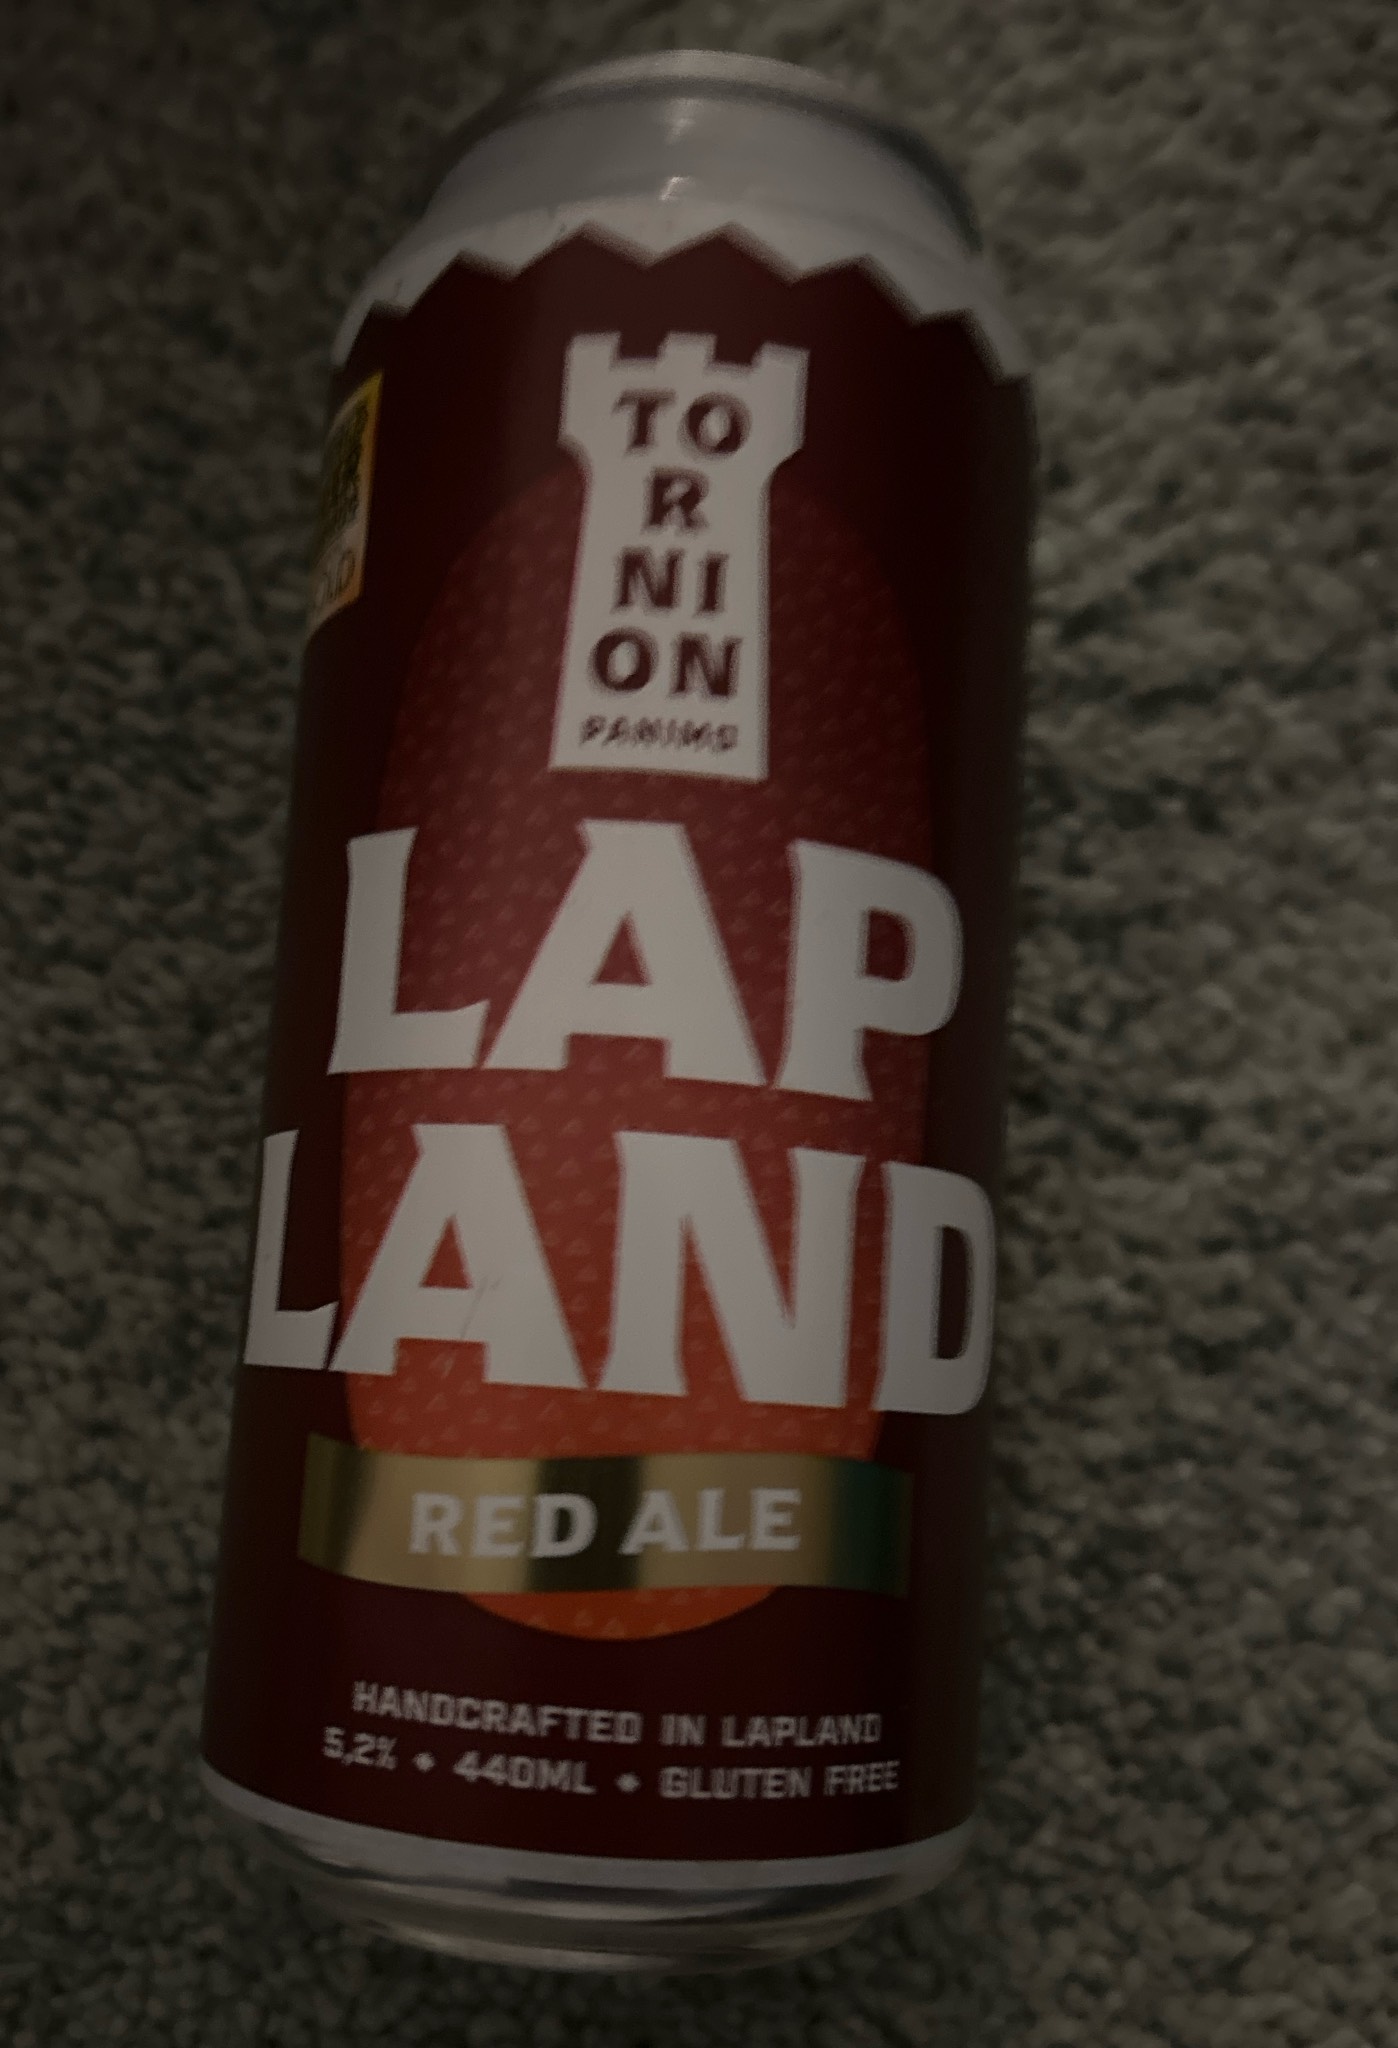 TO
R
NI
ON
PANIMO
LAP
LAND
RED ALE
HANDCRAFTED IN LAPLAND
5,2% • 440ML • GLUTEN FREE